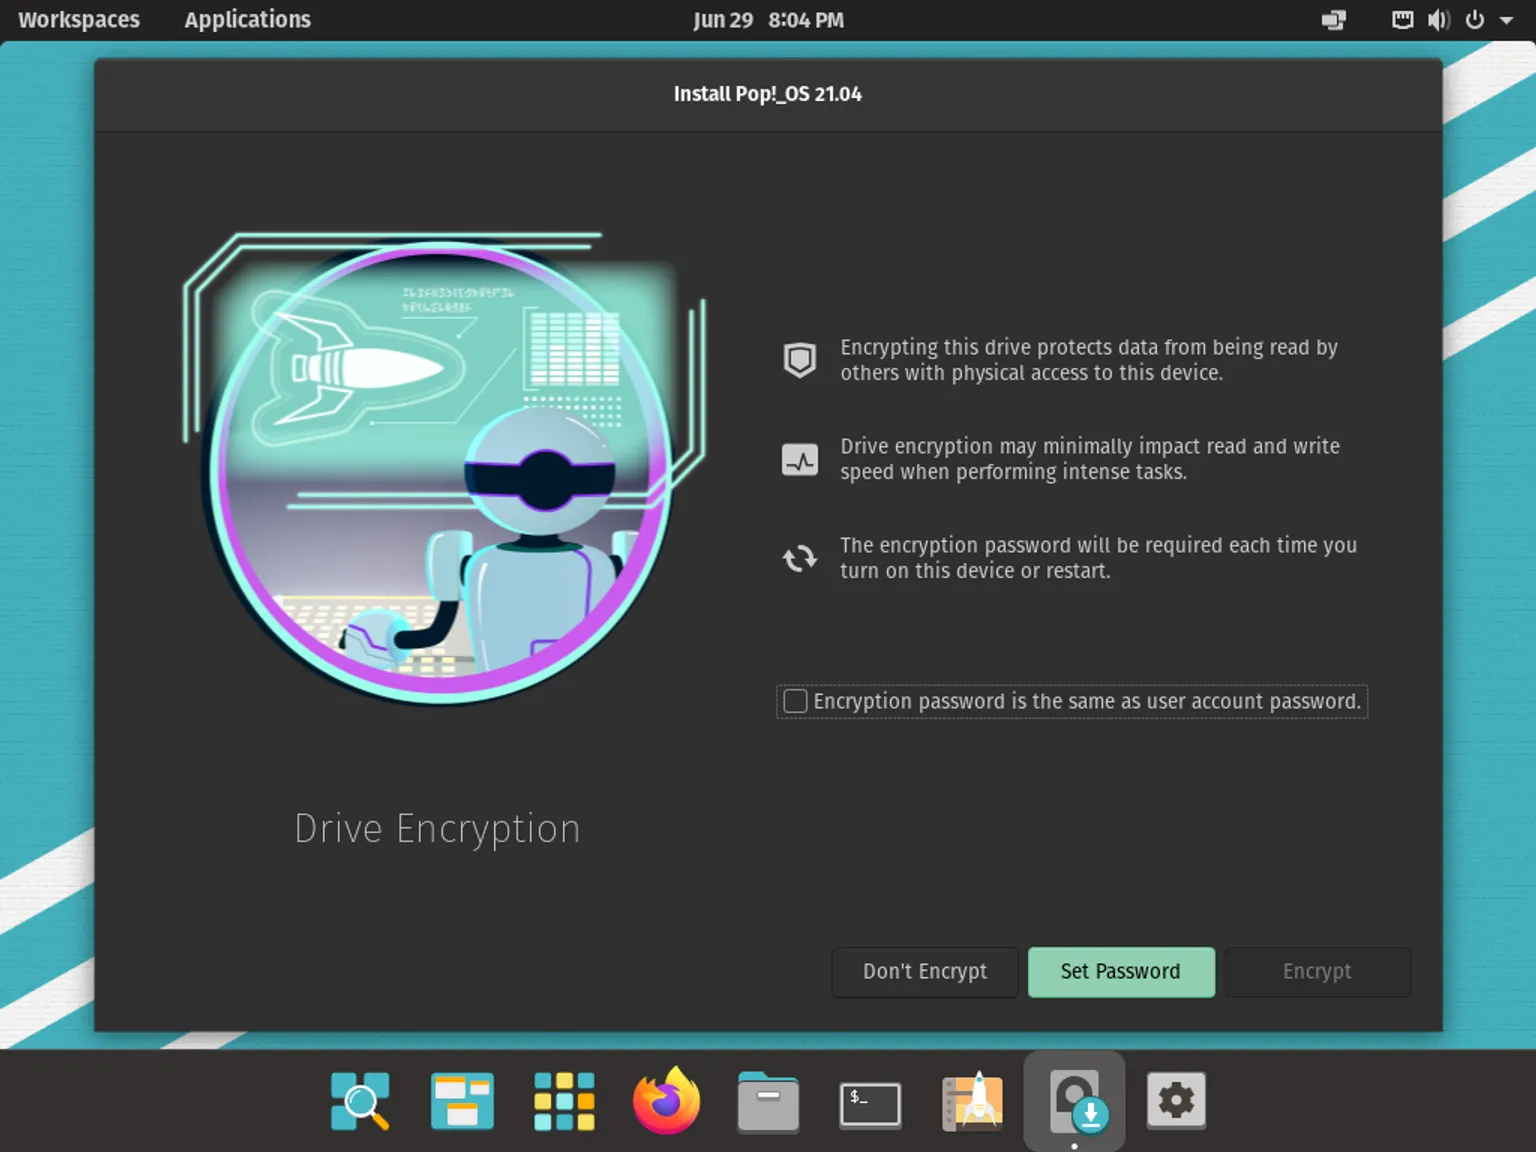 Workspaces Applications Jun 29 8:04 PM
Install Pop!_OS 21.04
Encrypting this drive protects data from being read by
others with physical access to this device.
Drive encryption may minimally impact read and write
speed when performing intense tasks.
The encryption password will be required each time you
turn on this device or restart.
Encryption password is the same as user account password.
Drive Encryption
Don't Encrypt Set Password Encrypt
$_